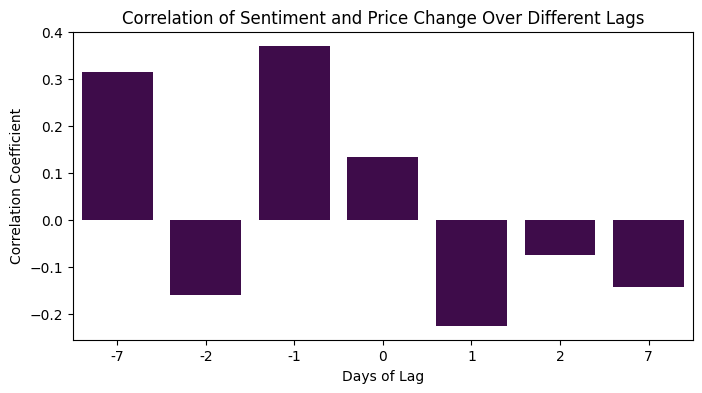 Correlation of Sentiment and Price Change Over Different Lags
Correlation Coefficient
0.4
0.3
0.2
0.1
0.0
−0.1
−0.2
-7 -2 -1 0 1 2 7
Days of Lag